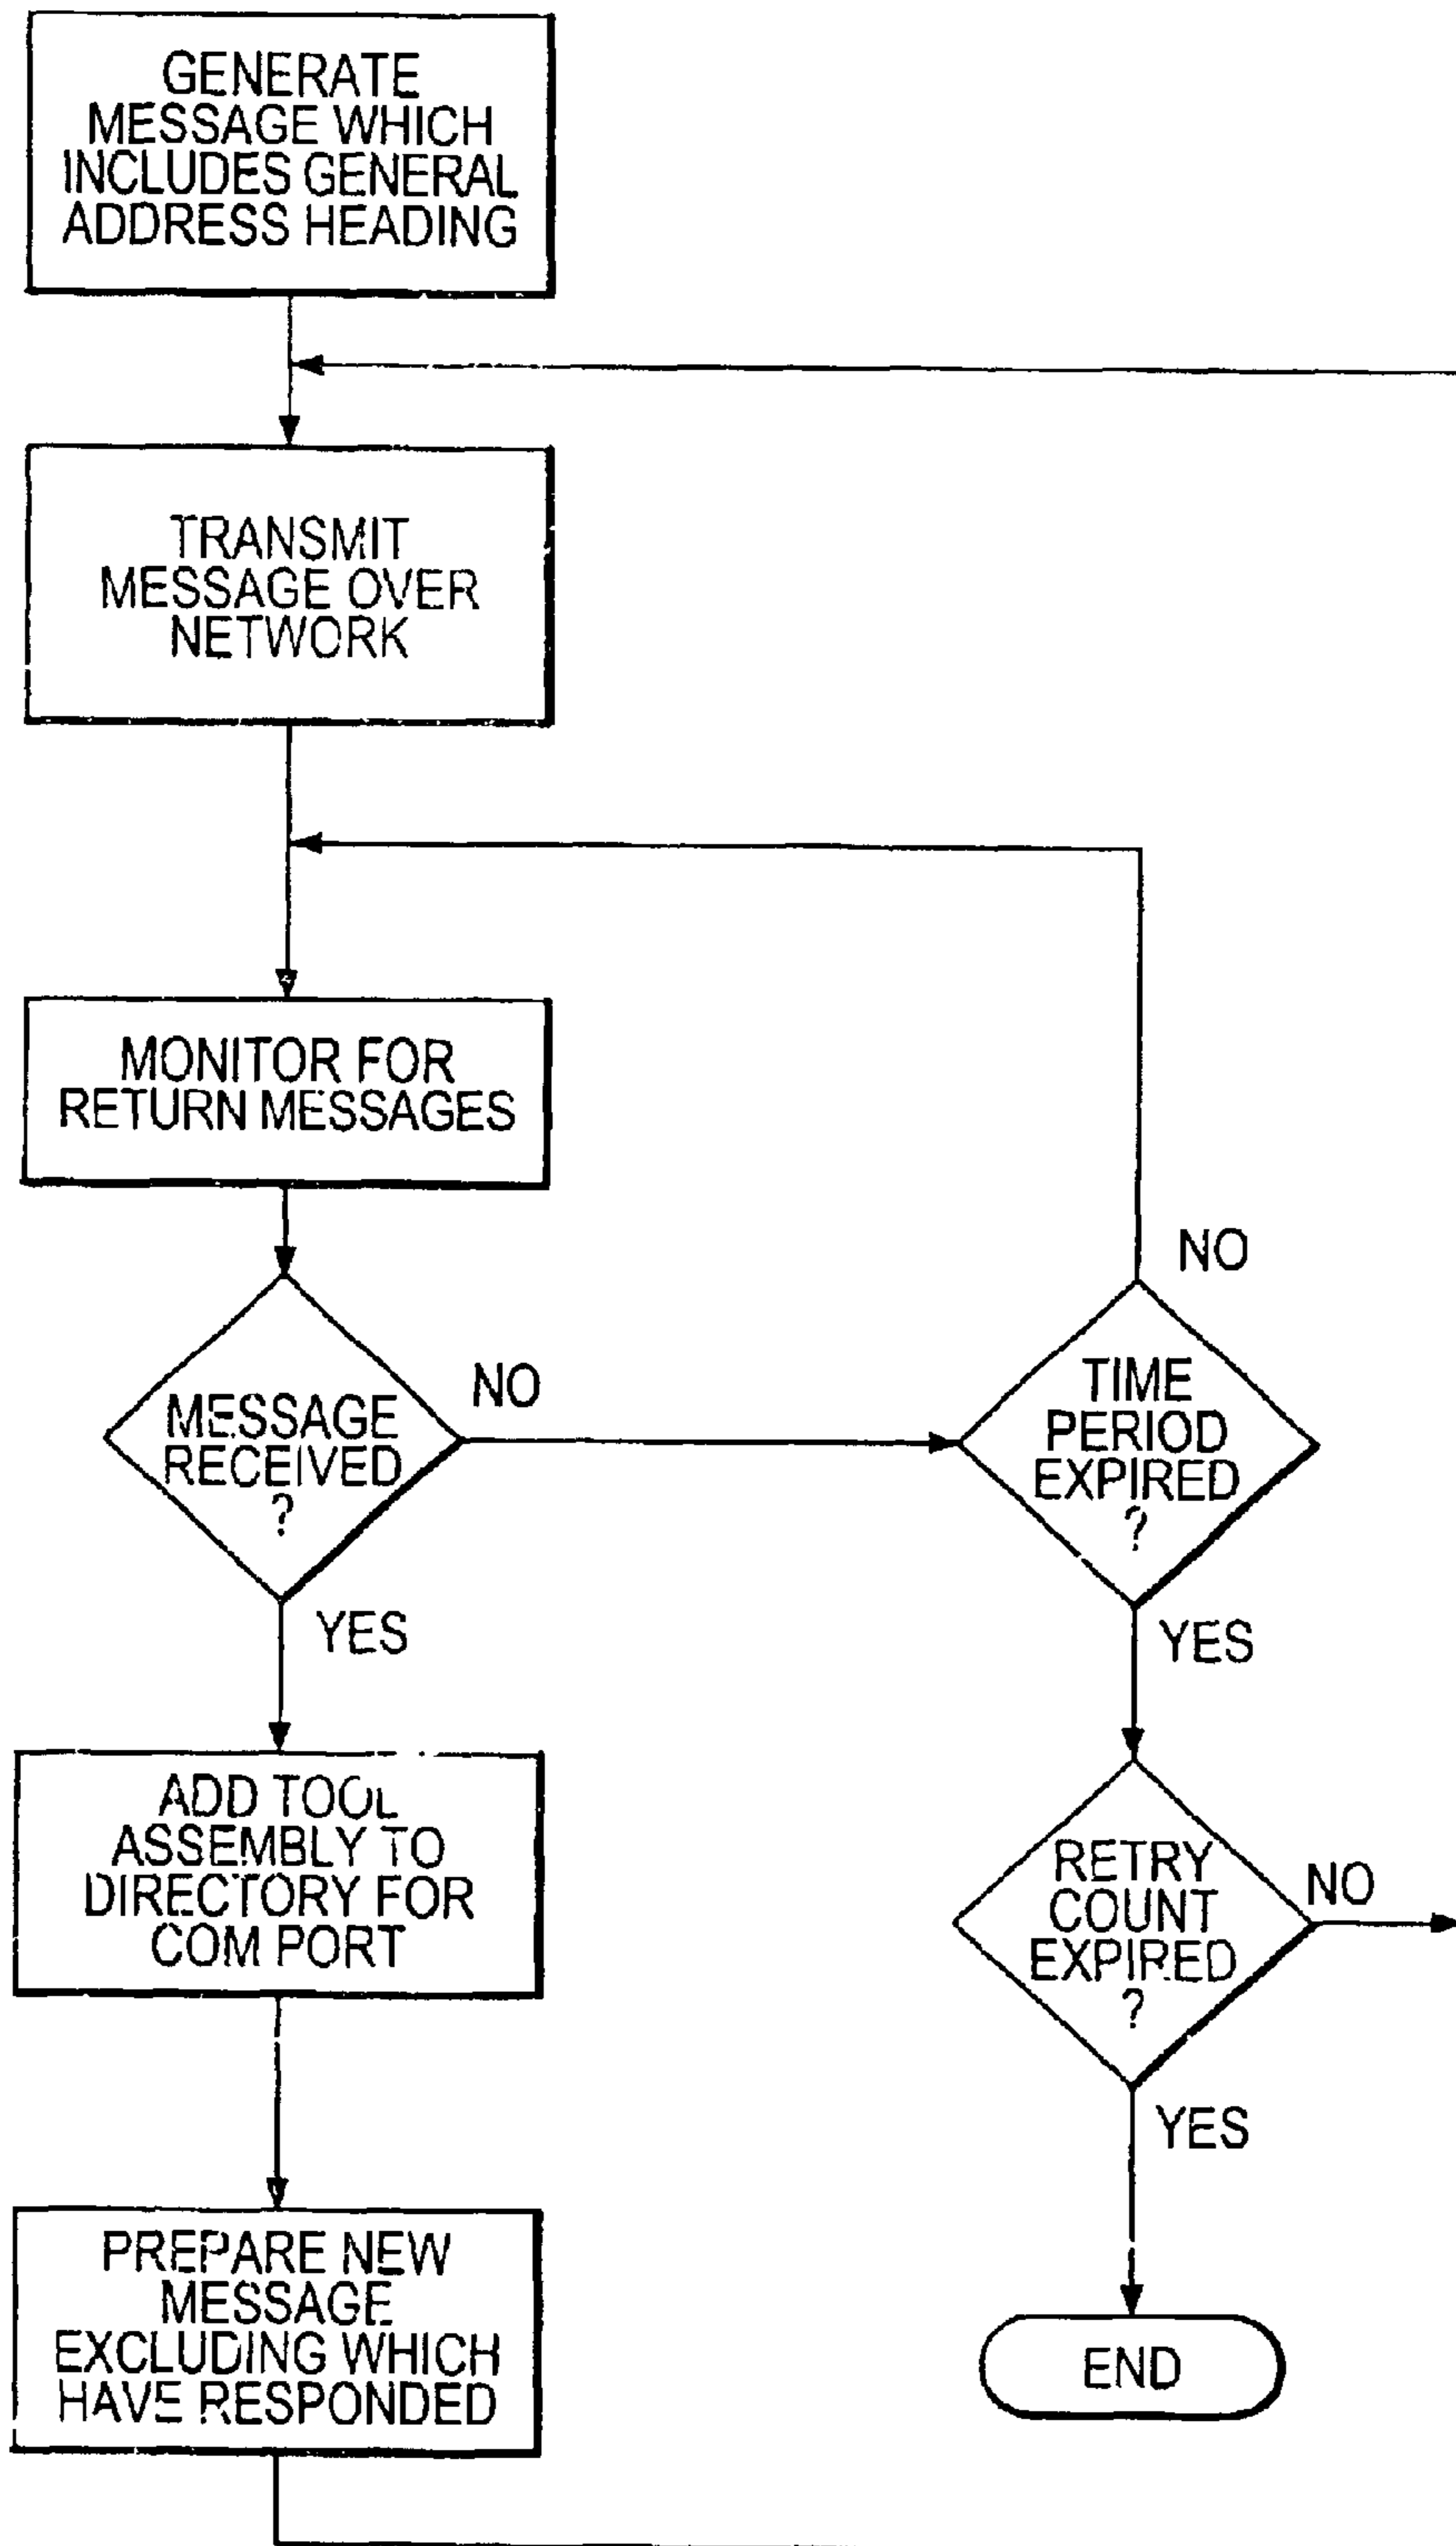 GENERATE
MESSAGE WHICH
INCLUDES GENERAL
ADDRESS HEADING
TRANSMIT
MESSAGE OVER
NETWORK
MONITOR FOR
RETURN MESSAGES
MESSAGE
RECEIVED
?
NO
YES
TIME
PERIOD
EXPIRED
?
NO
YES
ADD TOOL
ASSEMBLY TO
DIRECTORY FOR
COM PORT
RETRY
COUNT
EXPIRED
?
NO
YES
PREPARE NEW
MESSAGE
EXCLUDING WHICH
HAVE RESPONDED
END